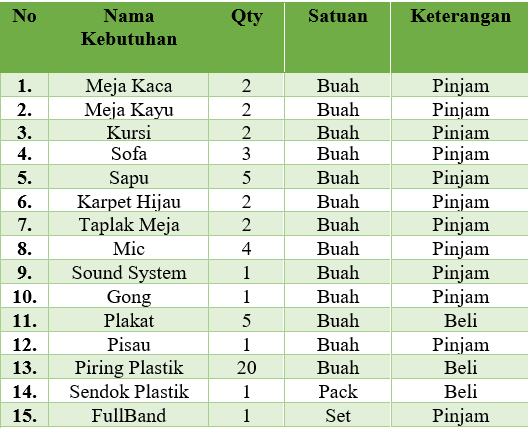 No Nama Kebutuhan Qty Satuan Keterangan
1. Meja Kaca 2 Buah Pinjam
2. Meja Kayu 2 Buah Pinjam
3. Kursi 2 Buah Pinjam
4. Sofa 3 Buah Pinjam
5. Sapu 5 Buah Pinjam
6. Karpet Hijau 2 Buah Pinjam
7. Taplak Meja 2 Buah Pinjam
8. Mic 4 Buah Pinjam
9. Sound System 1 Buah Pinjam
10. Gong 1 Buah Pinjam
11. Plakat 5 Buah Beli
12. Pisau 1 Buah Pinjam
13. Piring Plastik 20 Buah Beli
14. Sendok Plastik 1 Pack Beli
15. FullBand 1 Set Pinjam